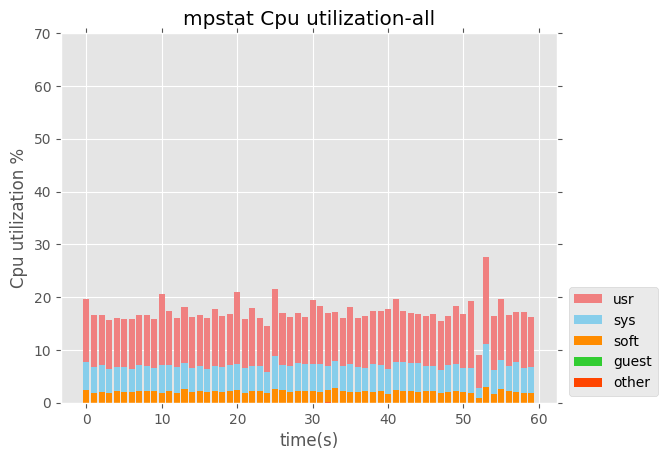 mpstat Cpu utilization-all
Cpu utilization %
70
60
50
40
30
20
10
0
0 10 20 30 40 50 60
time(s)
usr
sys
soft
guest
other